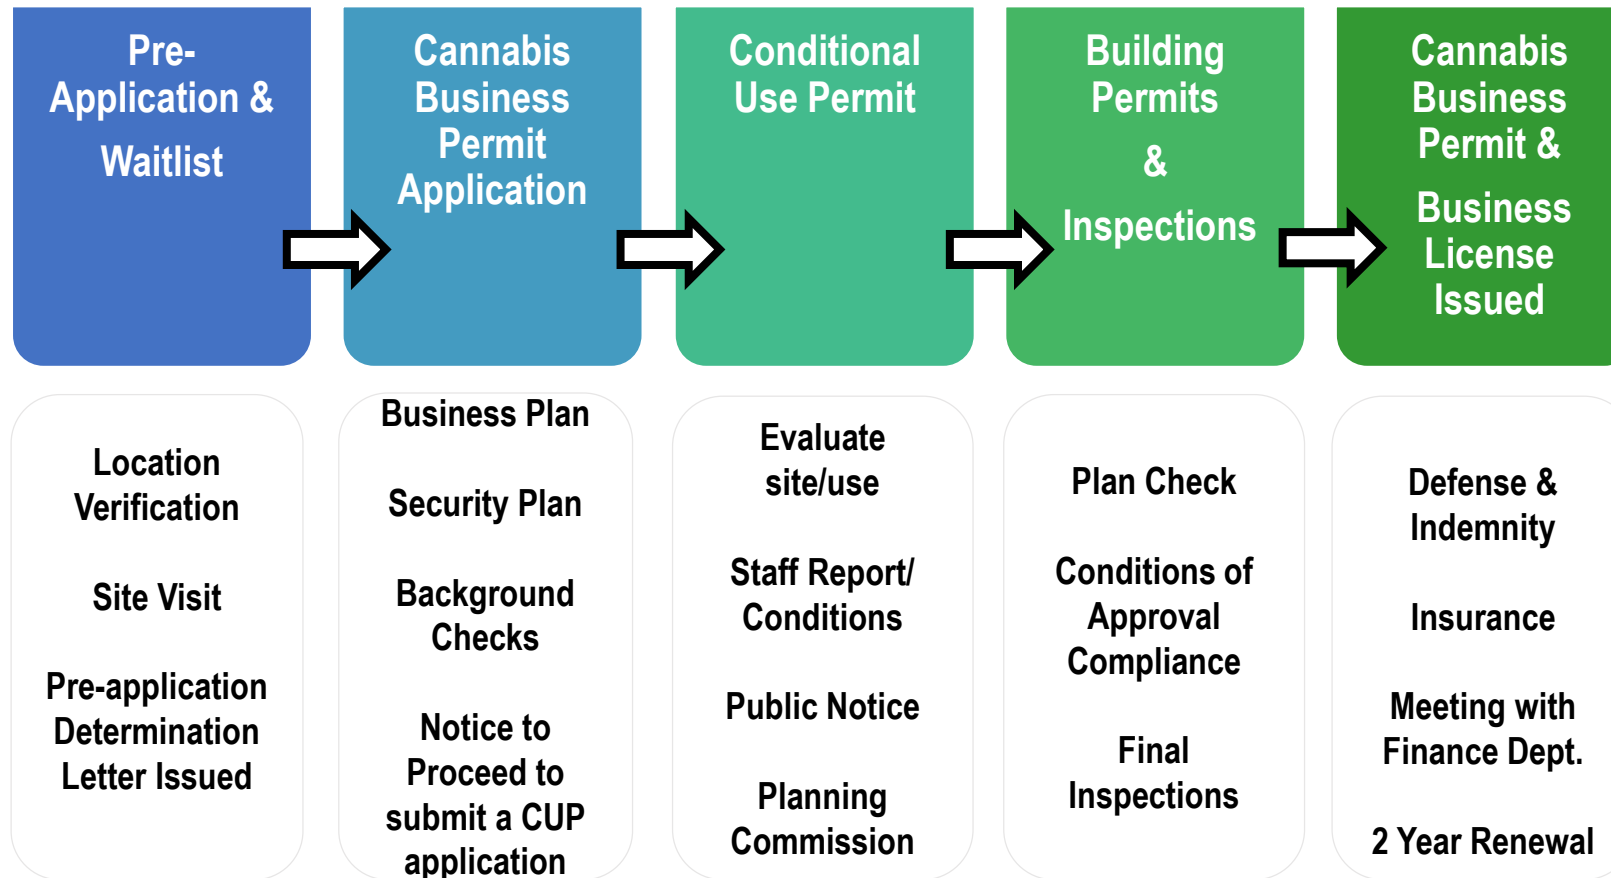 Pre-
Application &
Waitlist
Cannabis
Business
Permit
Application
Conditional
Use Permit
Building
Permits
&
Inspections
Cannabis
Business
Permit &
Business
License
Issued
Location
Verification
Site Visit
Pre-application
Determination
Letter Issued
Business Plan
Security Plan
Background
Checks
Notice to
Proceed to
submit a CUP
application
Evaluate
site/use
Staff Report/
Conditions
Public Notice
Planning
Commission
Plan Check
Conditions of
Approval
Compliance
Final
Inspections
Defense &
Indemnity
Insurance
Meeting with
Finance Dept.
2 Year Renewal